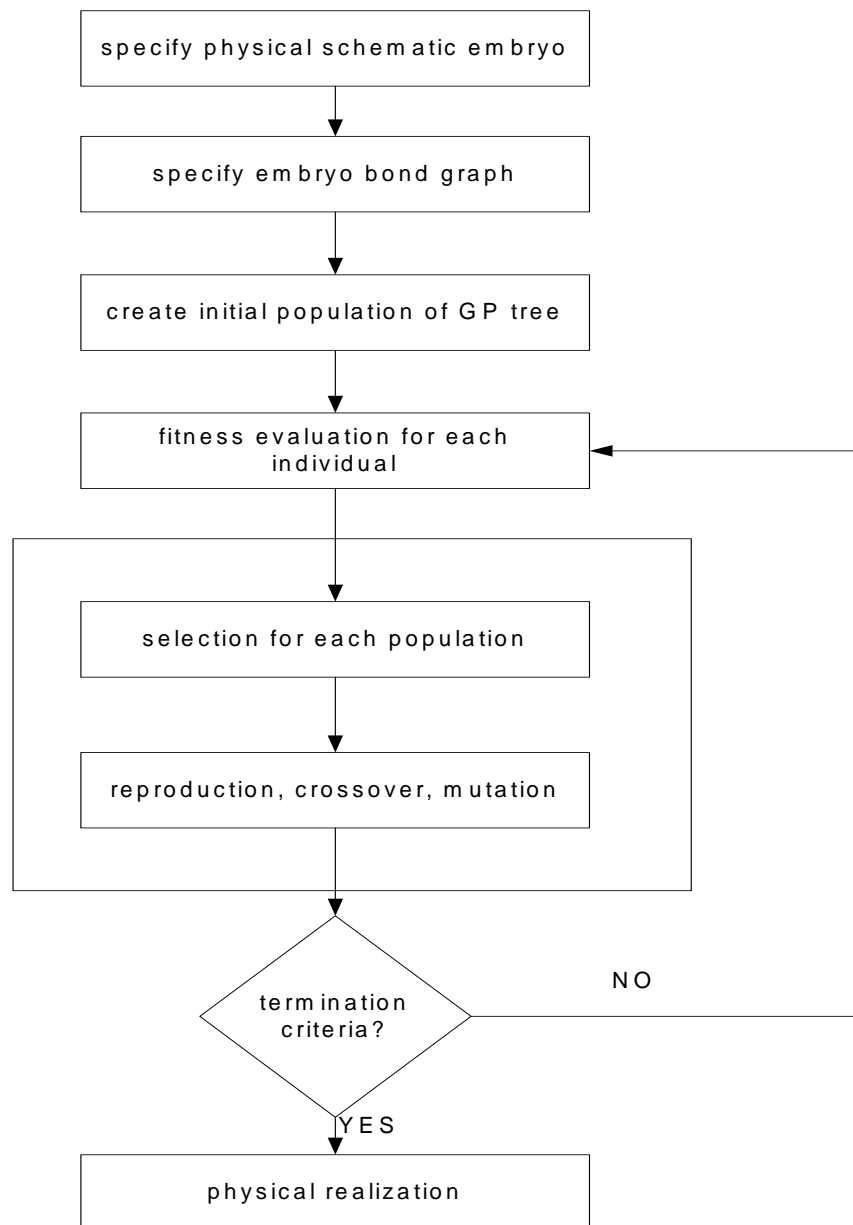 specify physical schematic embryo
specify embryo bond graph
create initial population of GP tree
fitness evaluation for each
individual
selection for each population
reproduction, crossover, mutation
NO
termination
criteria?
YES
physical realization